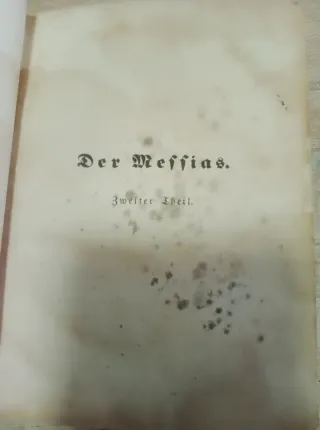 Der Meſſias.
Zweiter Theil.